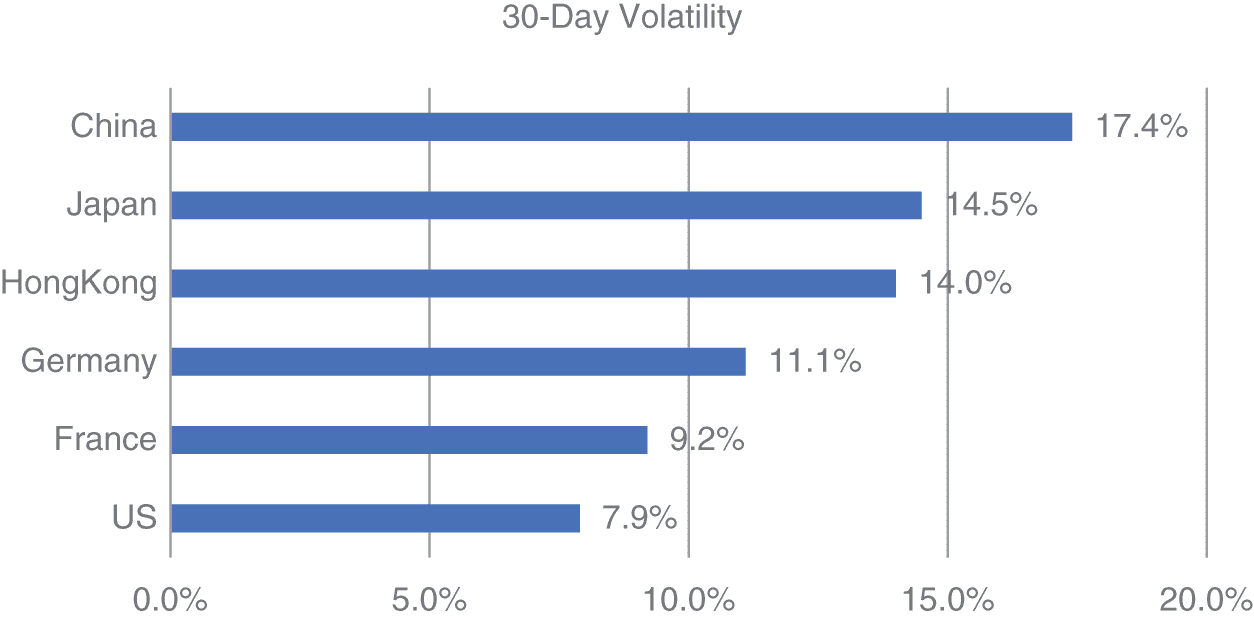 30-Day Volatility
China 17.4%
Japan 14.5%
HongKong 14.0%
Germany 11.1%
France 9.2%
US 7.9%
0.0% 5.0% 10.0% 15.0% 20.0%